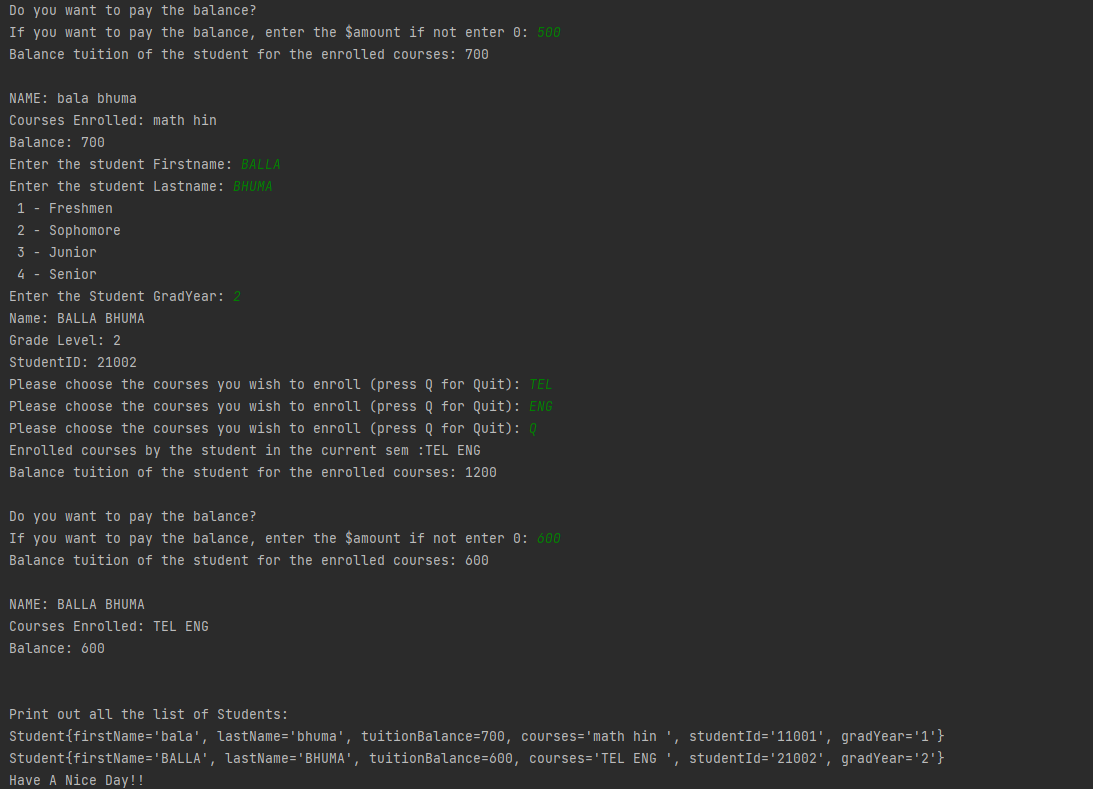 Do you want to pay the balance?
If you want to pay the balance, enter the $amount if not enter 0: 500
Balance tuition of the student for the enrolled courses: 700
NAME: bala bhuma
Courses Enrolled: math hin
Balance: 700
Enter the student Firstname: BALLA
Enter the student Lastname: BHUMA
1 - Freshmen
2 - Sophomore
3 - Junior
4 - Senior
Enter the Student GradYear: 2
Name: BALLA BHUMA
Grade Level: 2
StudentID: 21002
Please choose the courses you wish to enroll (press Q for Quit): TEL
Please choose the courses you wish to enroll (press Q for Quit): ENG
Please choose the courses you wish to enroll (press Q for Quit): Q
Enrolled courses by the student in the current sem :TEL ENG
Balance tuition of the student for the enrolled courses: 1200
Do you want to pay the balance?
If you want to pay the balance, enter the $amount if not enter 0: 600
Balance tuition of the student for the enrolled courses: 600
NAME: BALLA BHUMA
Courses Enrolled: TEL ENG
Balance: 600
Print out all the list of Students:
Student{firstName='bala', lastName='bhuma', tuitionBalance=700, courses='math hin ', studentId='11001', gradYear='1'}
Student{firstName='BALLA', lastName='BHUMA', tuitionBalance=600, courses='TEL ENG ', studentId='21002', gradYear='2'}
Have A Nice Day!!